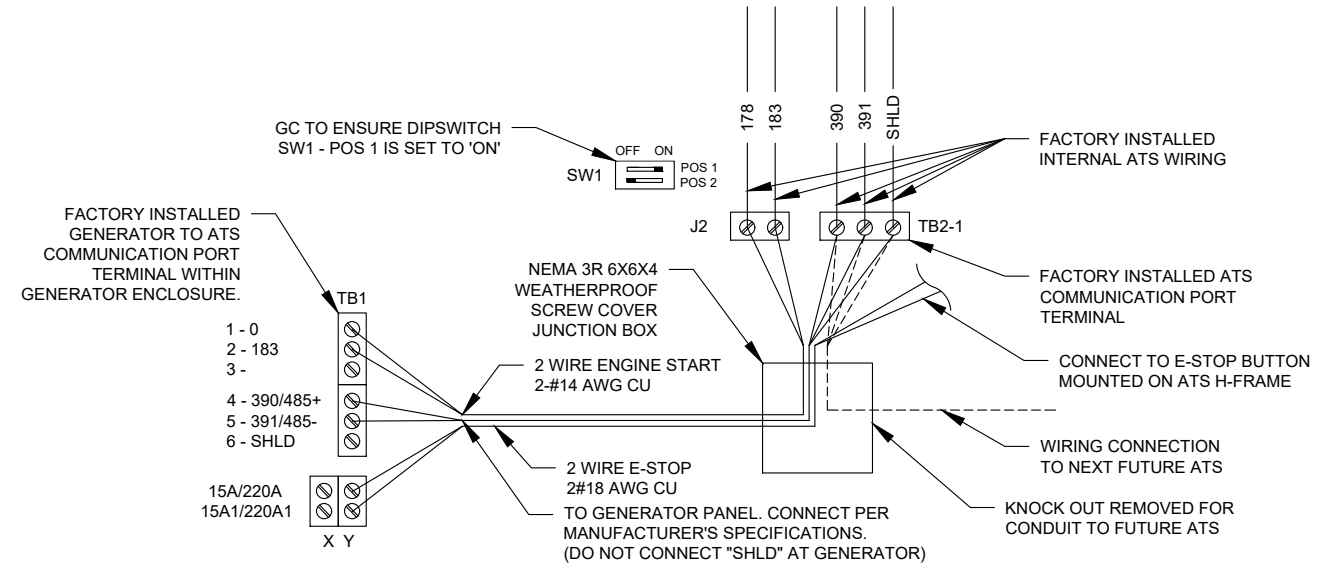 178
183
390
391
SHLD
GC TO ENSURE DIPSWITCH
SW1 - POS 1 IS SET TO 'ON'
OFF ON
SW1
POS 1
POS 2
FACTORY INSTALLED
INTERNAL ATS WIRING
J2
TB2-1
FACTORY INSTALLED
GENERATOR TO ATS
COMMUNICATION PORT
TERMINAL WITHIN
GENERATOR ENCLOSURE.
NEMA 3R 6X6X4
WEATHERPROOF
SCREW COVER
JUNCTION BOX
FACTORY INSTALLED ATS
COMMUNICATION PORT
TERMINAL
TB1
1 - 0
2 - 183
3 -
4 - 390/485+
5 - 391/485-
6 - SHLD
2 WIRE ENGINE START
2-#14 AWG CU
CONNECT TO E-STOP BUTTON
MOUNTED ON ATS H-FRAME
WIRING CONNECTION
TO NEXT FUTURE ATS
2 WIRE E-STOP
2#18 AWG CU
15A/220A
15A1/220A1
X Y
TO GENERATOR PANEL. CONNECT PER
MANUFACTURER'S SPECIFICATIONS.
(DO NOT CONNECT "SHLD" AT GENERATOR)
KNOCK OUT REMOVED FOR
CONDUIT TO FUTURE ATS